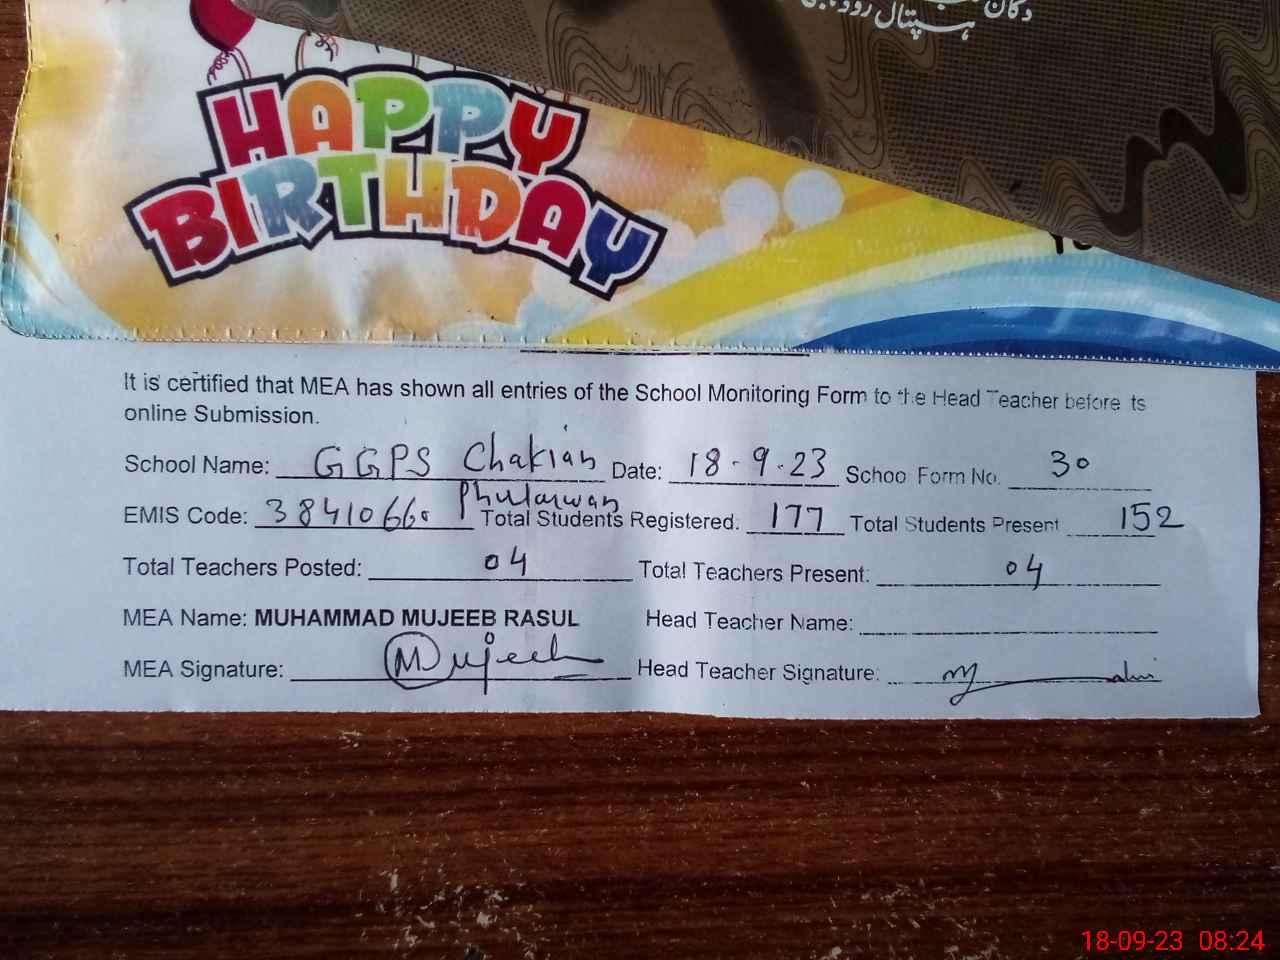 دکان
ہسپتال روڈ
HAPPY
BIRTHDAY
It is certified that MEA has shown all entries of the School Monitoring Form to the Head Teacher before its
online Submission.
School Name: GGPS Chakian Date: 18-9-23 School Form No. 30
Phularwan
EMIS Code: 38410660 Total Students Registered: 177 Total Students Present 152
Total Teachers Posted: 04 Total Teachers Present: 04
MEA Name: MUHAMMAD MUJEEB RASUL Head Teacher Name:
MEA Signature: Mujeeb Head Teacher Signature:
18-09-23 08:24